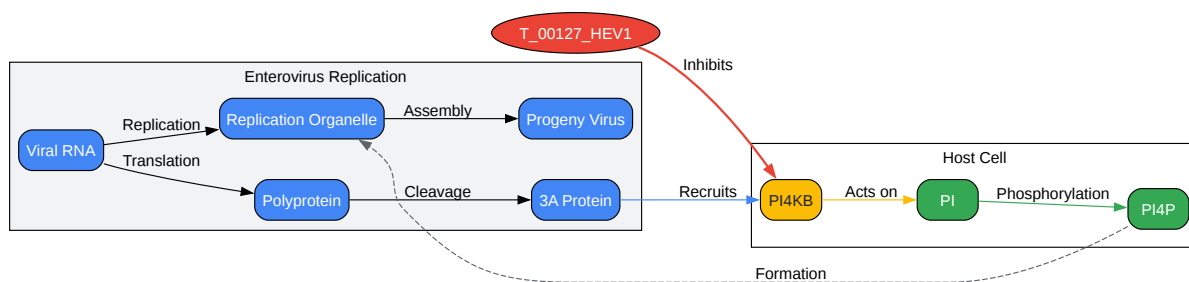 T_00127_HEV1
Inhibits
Enterovirus Replication
Viral RNA
Replication
Translation
Replication Organelle
Assembly
Progeny Virus
Polyprotein
Cleavage
3A Protein
Recruits
Host Cell
PI4KB
Acts on
PI
Phosphorylation
PI4P
Formation